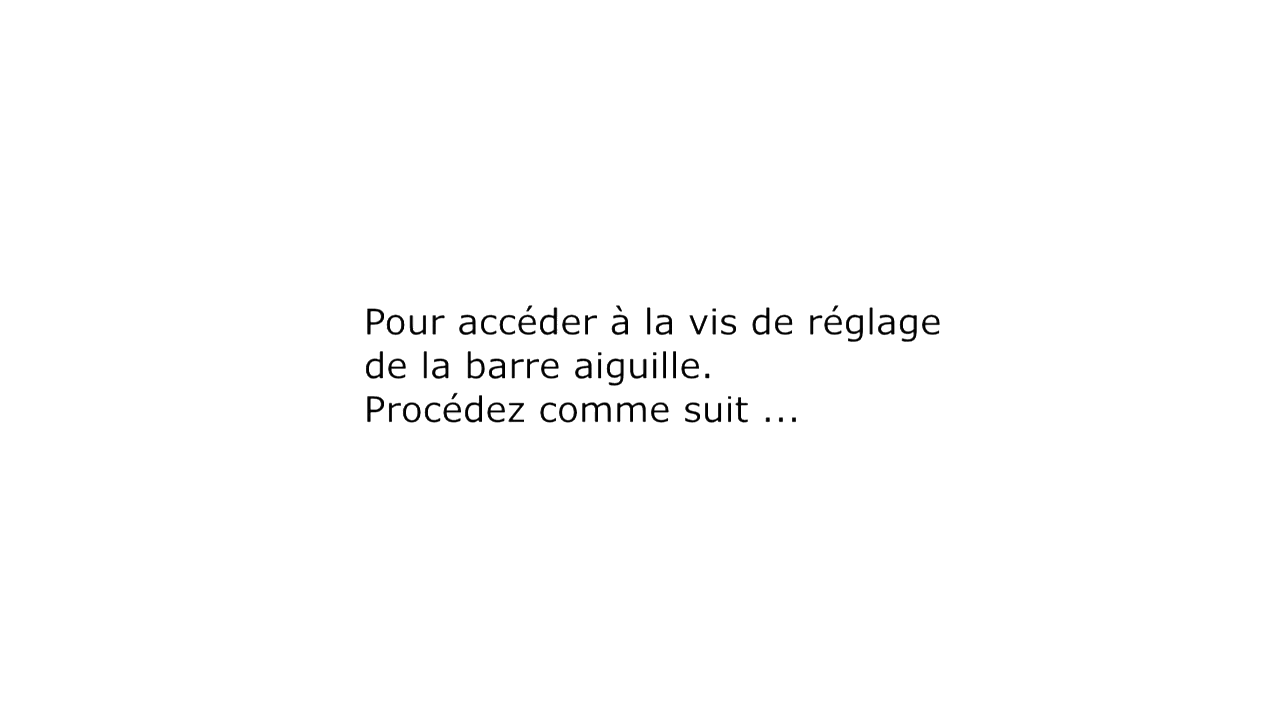 Pour accéder à la vis de réglage
de la barre aiguille.
Procédez comme suit ...